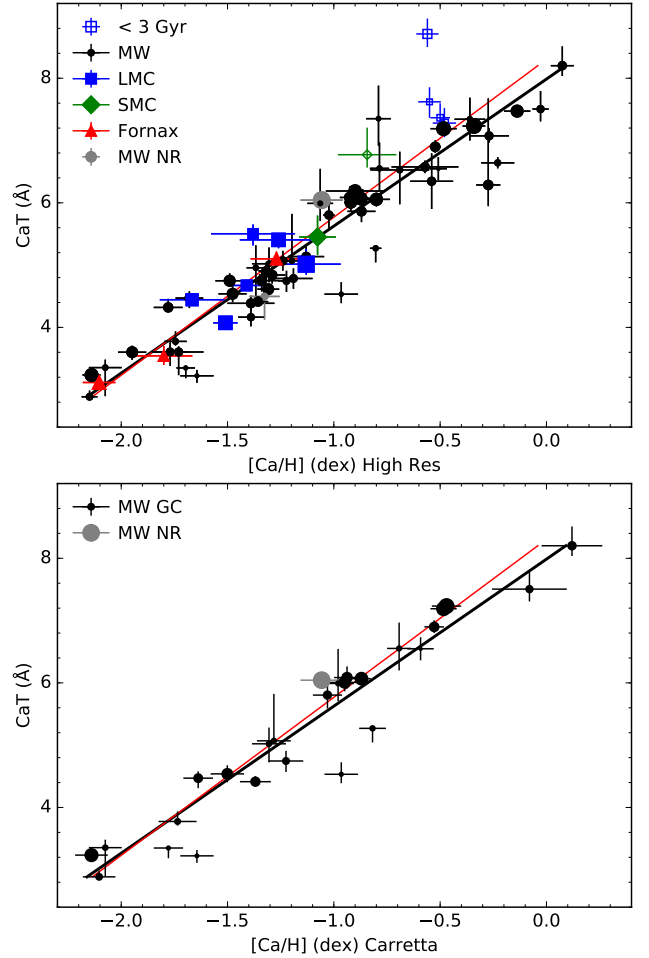 < 3 Gyr
MW
LMC
SMC
Fornax
MW NR
8
6
4
CaT (Å)
−2.0 −1.5 −1.0 −0.5 0.0
[Ca/H] (dex) High Res
MW GC
MW NR
8
6
4
CaT (Å)
−2.0 −1.5 −1.0 −0.5 0.0
[Ca/H] (dex) Carretta